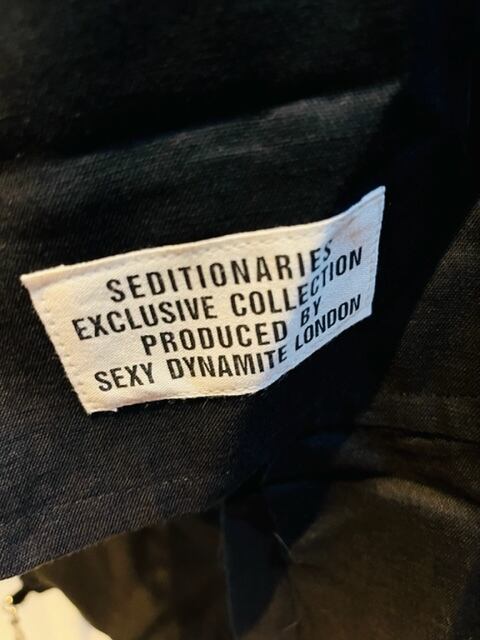 SEDITIONARIES
EXCLUSIVE COLLECTION
PRODUCED BY
SEXY DYNAMITE LONDON